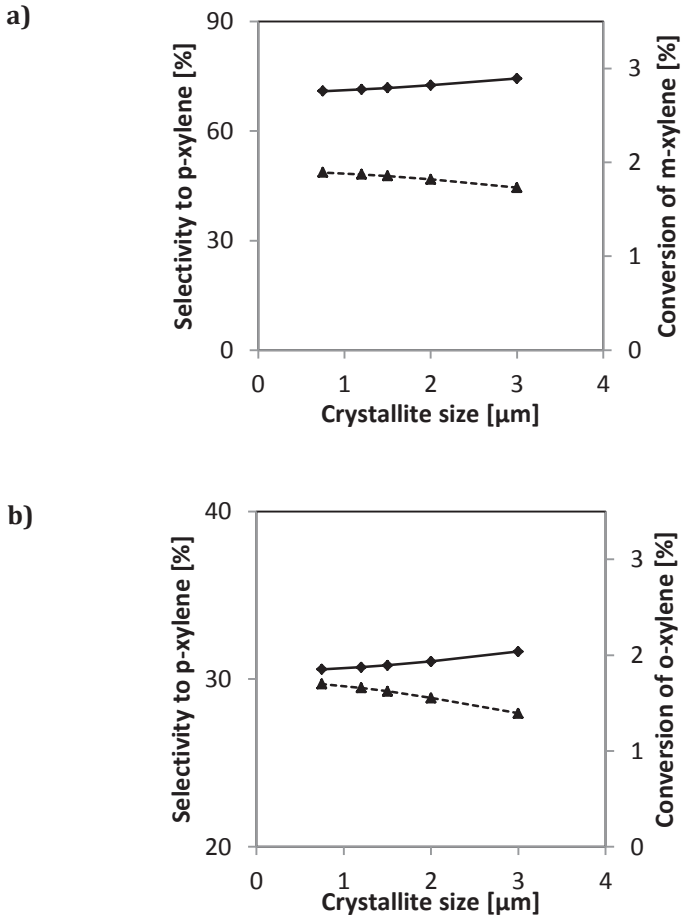 a)
Selectivity to p-xylene [%]
90
60
30
0
0 1 2 3 4
Crystallite size [µm]
3
2
1
0
Conversion of m-xylene [%]
b)
Selectivity to p-xylene [%]
40
30
20
0 1 2 3 4
Crystallite size [µm]
3
2
1
0
Conversion of o-xylene [%]